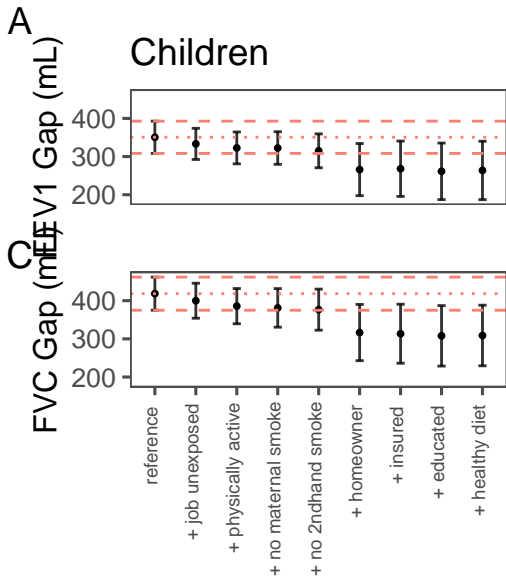 A
Children
FEV1 Gap (mL)
400
300
200
C
FVC Gap (mL)
400
300
200
reference
+ job unexposed
+ physically active
+ no maternal smoke
+ no 2ndhand smoke
+ homeowner
+ insured
+ educated
+ healthy diet